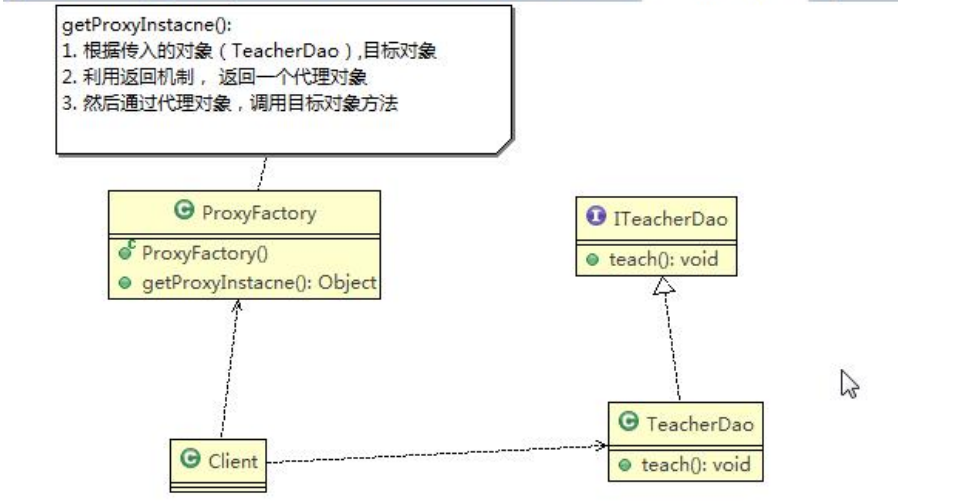 getProxyInstacne():
1. 根据传入的对象（TeacherDao）,目标对象
2. 利用返回机制， 返回一个代理对象
3. 然后通过代理对象，调用目标对象方法
C ProxyFactory
C ProxyFactory()
getProxyInstacne(): Object
I ITeacherDao
teach(): void
C Client
C TeacherDao
teach(): void